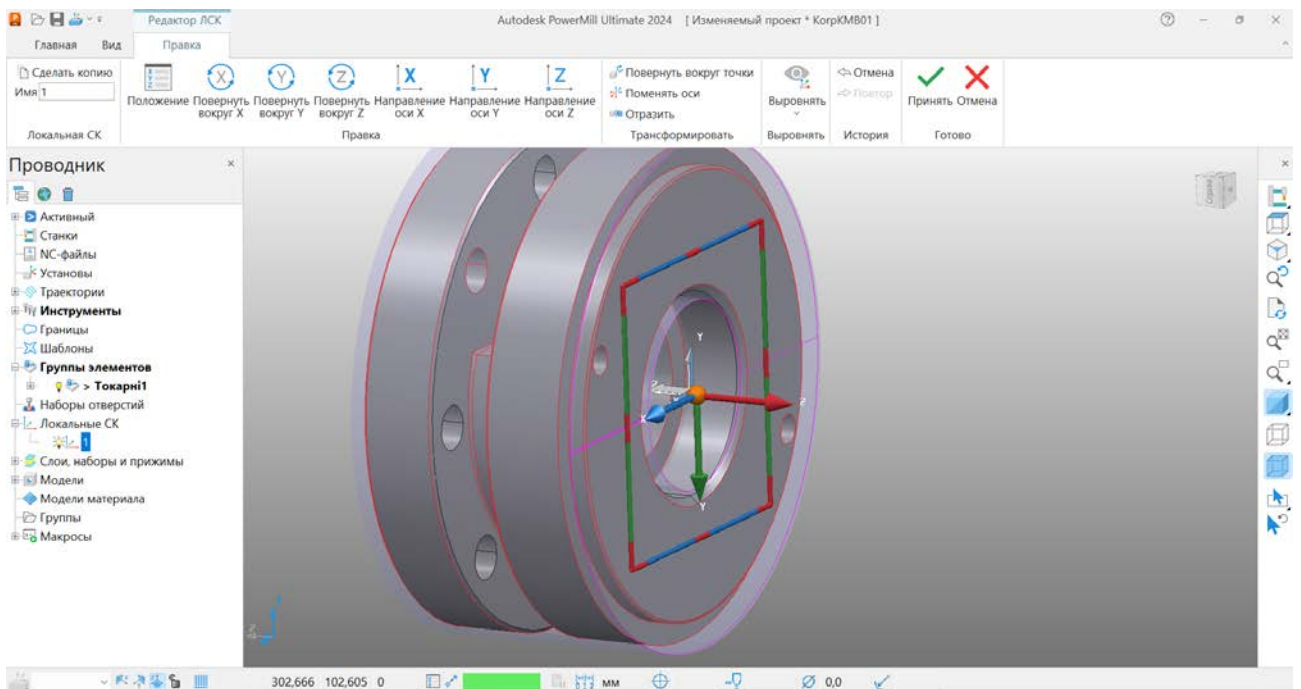 Редактор ЛСК
Autodesk PowerMill Ultimate 2024 [ Изменяемый проект * KorpKMB01 ]
Главная Вид Правка
Сделать копию
Имя 1
Локальная СК
Положение Повернуть вокруг X Повернуть вокруг Y Повернуть вокруг Z Направление оси X Направление оси Y Направление оси Z
Правка
Повернуть вокруг точки
Поменять оси
Отразить
Трансформировать
Выровнять
Выровнять
Отмена
Повтор
История
Принять Отмена
Готово
Проводник
Активный
Станки
NC-файлы
Установы
Траектории
Инструменты
Границы
Шаблоны
Группы элементов
> Токарні1
Наборы отверстий
Локальные СК
1
Слои, наборы и прижимы
Модели
Модели материала
Группы
Макросы
Y
Z
X
Z
Y
Справа
Z
302,666 102,605 0
мм
0,0